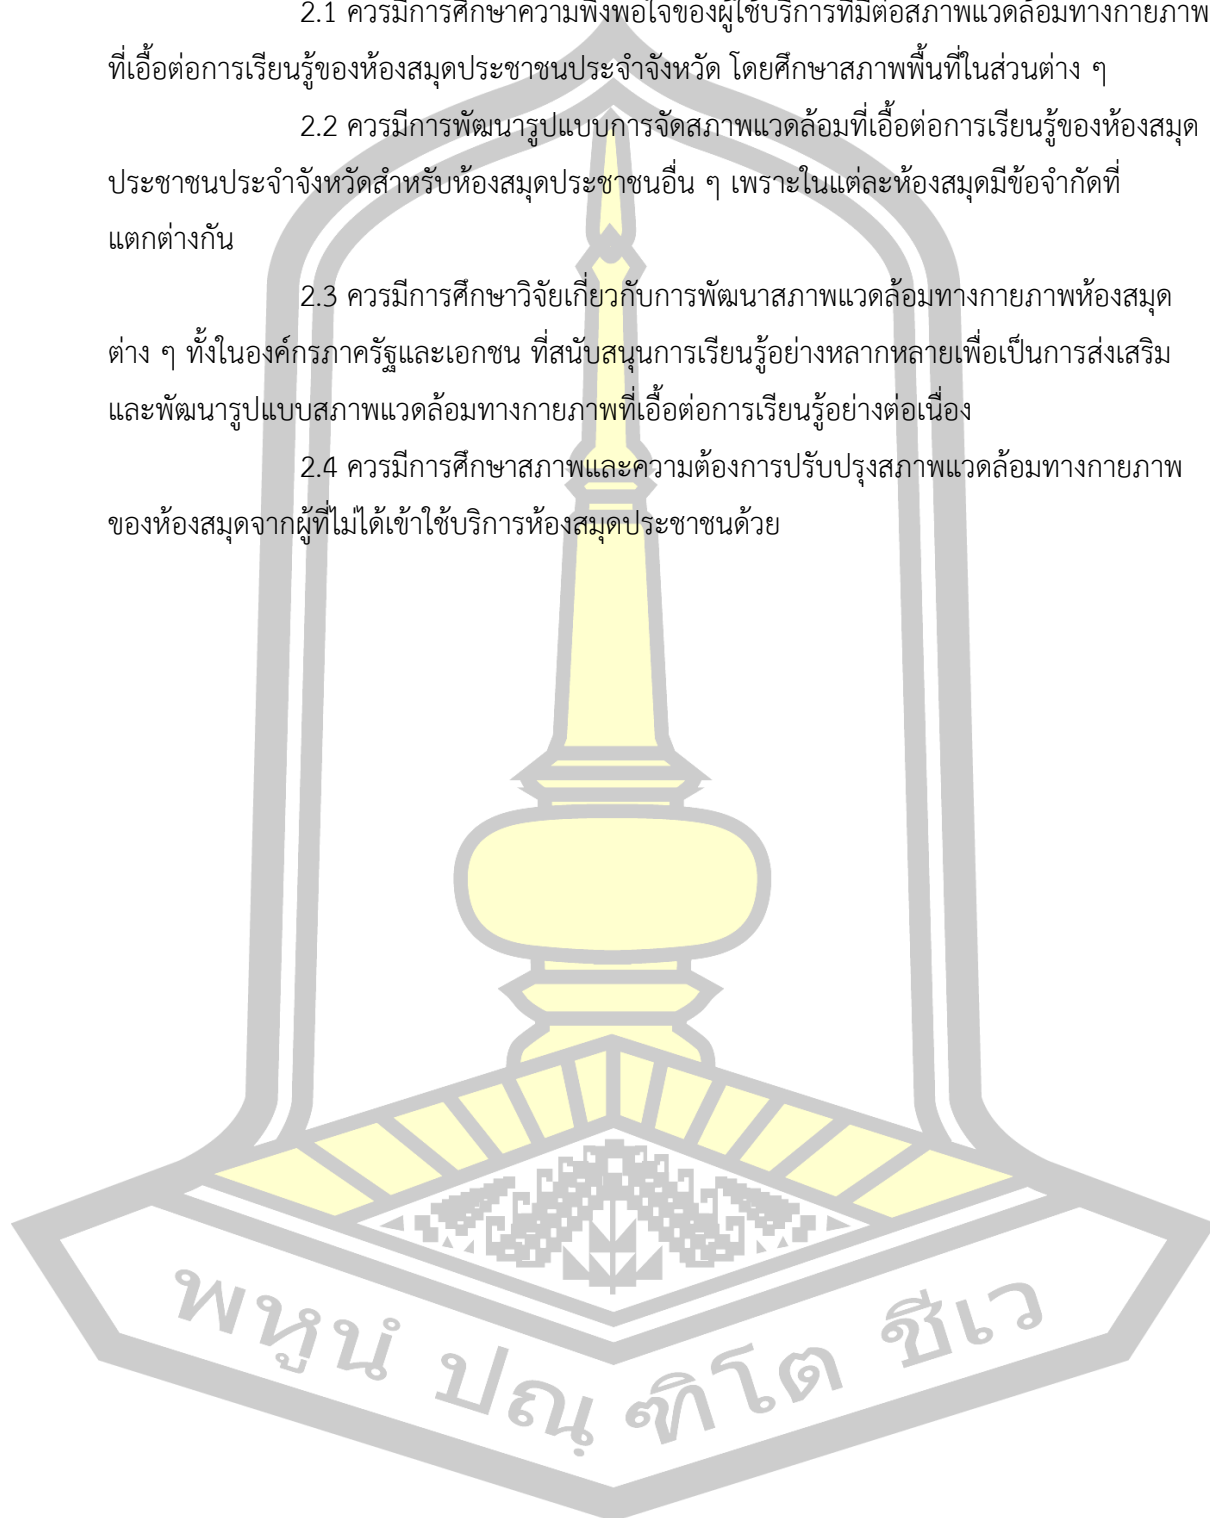 2.1 ควรมีการศึกษาความพึงพอใจของผู้ใช้บริการที่มีต่อสภาพแวดล้อมทางกายภาพ
ที่เอื้อต่อการเรียนรู้ของห้องสมุดประชาชนประจำจังหวัด โดยศึกษาสภาพพื้นที่ในส่วนต่าง ๆ
2.2 ควรมีการพัฒนารูปแบบการจัดสภาพแวดล้อมที่เอื้อต่อการเรียนรู้ของห้องสมุด
ประชาชนประจำจังหวัดสำหรับห้องสมุดประชาชนอื่น ๆ เพราะในแต่ละห้องสมุดมีข้อจำกัดที่
แตกต่างกัน
2.3 ควรมีการศึกษาวิจัยเกี่ยวกับการพัฒนาสภาพแวดล้อมทางกายภาพห้องสมุด
ต่าง ๆ ทั้งในองค์กรภาครัฐและเอกชน ที่สนับสนุนการเรียนรู้อย่างหลากหลายเพื่อเป็นการส่งเสริม
และพัฒนารูปแบบสภาพแวดล้อมทางกายภาพที่เอื้อต่อการเรียนรู้อย่างต่อเนื่อง
2.4 ควรมีการศึกษาสภาพและความต้องการปรับปรุงสภาพแวดล้อมทางกายภาพ
ของห้องสมุดจากผู้ที่ไม่ได้เข้าใช้บริการห้องสมุดประชาชนด้วย
พหูนํ ปณฺ ฑิโต ชีเว